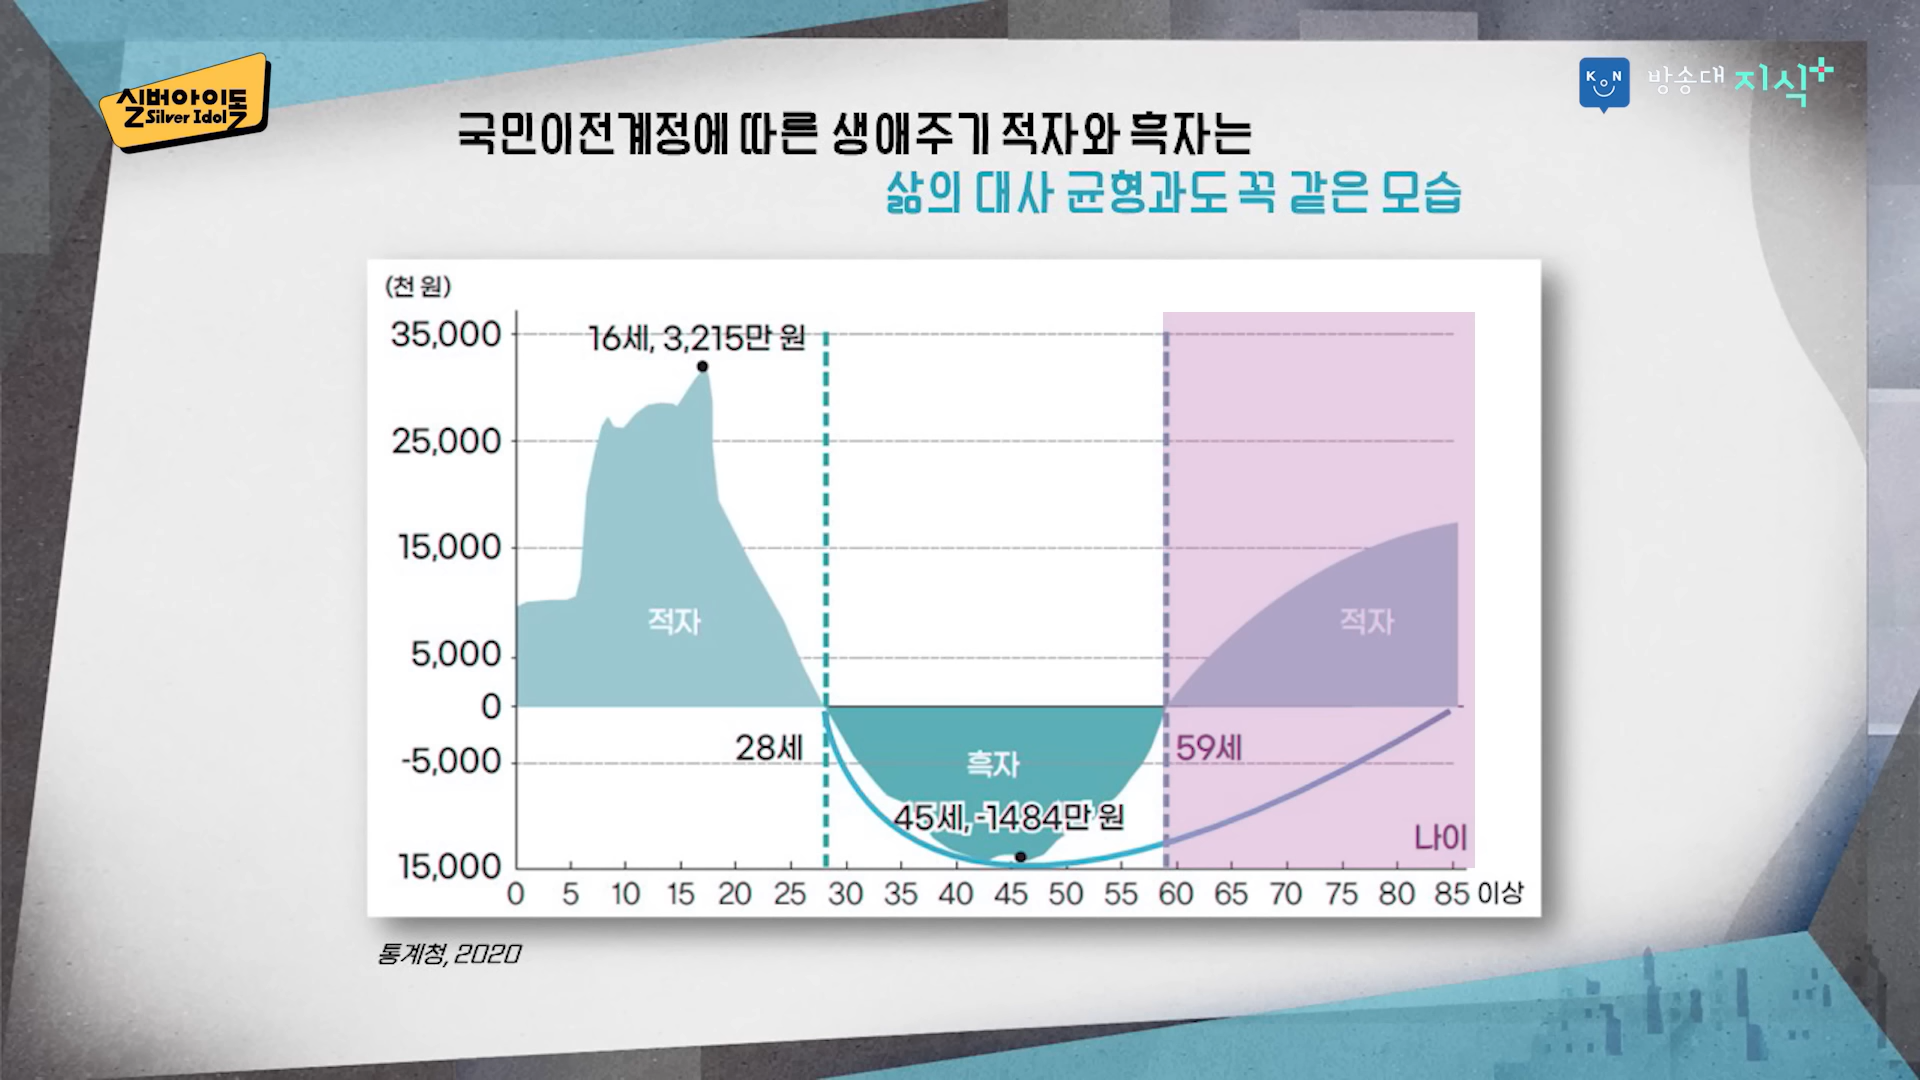 실버아이돌
Silver Idol
K N
방송대 지식+
국민이전계정에 따른 생애주기 적자와 흑자는
삶의 대사 균형과도 꼭 같은 모습
(천 원)
35,000
25,000
15,000
5,000
0
-5,000
15,000
16세, 3,215만 원
적자
28세
흑자
45세, -1484만 원
59세
적자
나이
0 5 10 15 20 25 30 35 40 45 50 55 60 65 70 75 80 85 이상
통계청, 2020